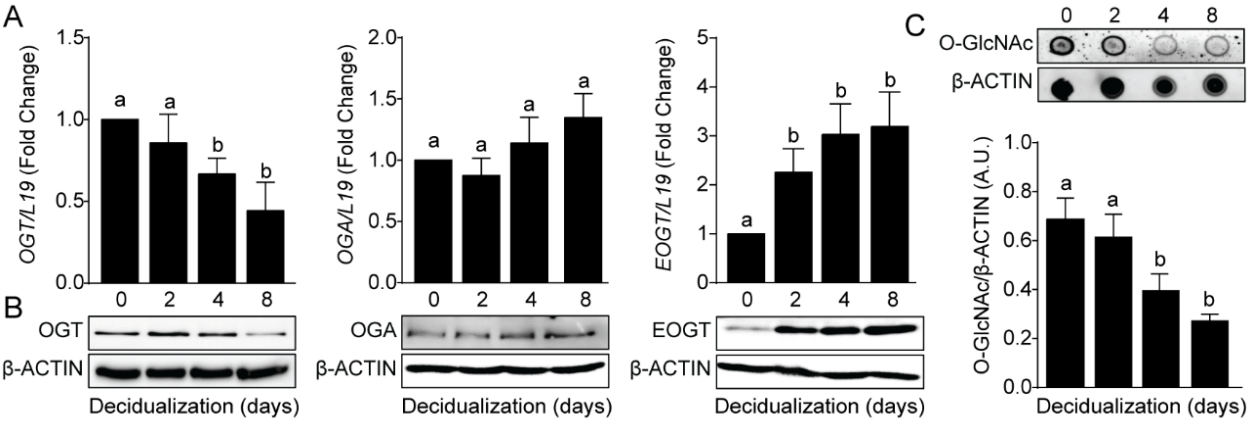 A
OGT/L19 (Fold Change)
1.5
1.0
0.5
0.0
a a b b
OGA/L19 (Fold Change)
2.0
1.5
1.0
0.5
0.0
a a a a
EOGT/L19 (Fold Change)
5
4
3
2
1
0
a b b b
B
0 2 4 8
OGT
β-ACTIN
Decidualization (days)
0 2 4 8
OGA
β-ACTIN
Decidualization (days)
0 2 4 8
EOGT
β-ACTIN
Decidualization (days)
C
0 2 4 8
O-GlcNAc
β-ACTIN
O-GlcNAc/β-ACTIN (A.U.)
1.0
0.8
0.6
0.4
0.2
0.0
a a b b
Decidualization (days)